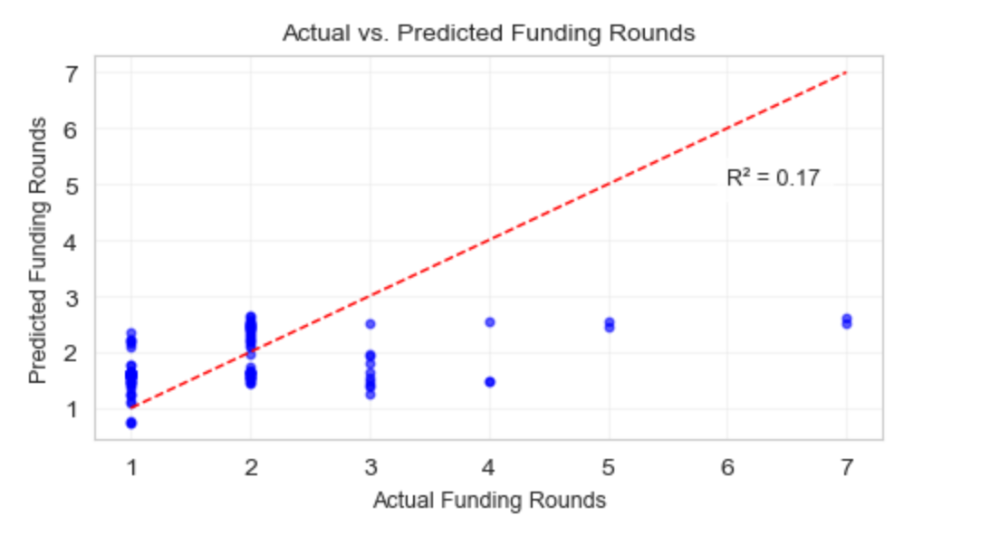 Actual vs. Predicted Funding Rounds
Predicted Funding Rounds
7
6
5
4
3
2
1
R² = 0.17
1 2 3 4 5 6 7
Actual Funding Rounds